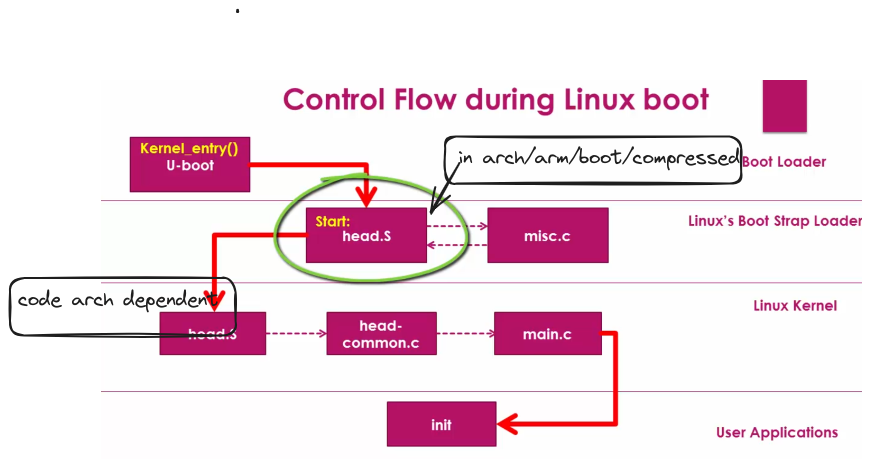 Control Flow during Linux boot
Kernel_entry()
U-boot
in arch/arm/boot/compressed
Boot Loader
Start:
head.S
misc.c
Linux's Boot Strap Loader
code arch dependent
Linux Kernel
head.S
head-
common.c
main.c
init
User Applications